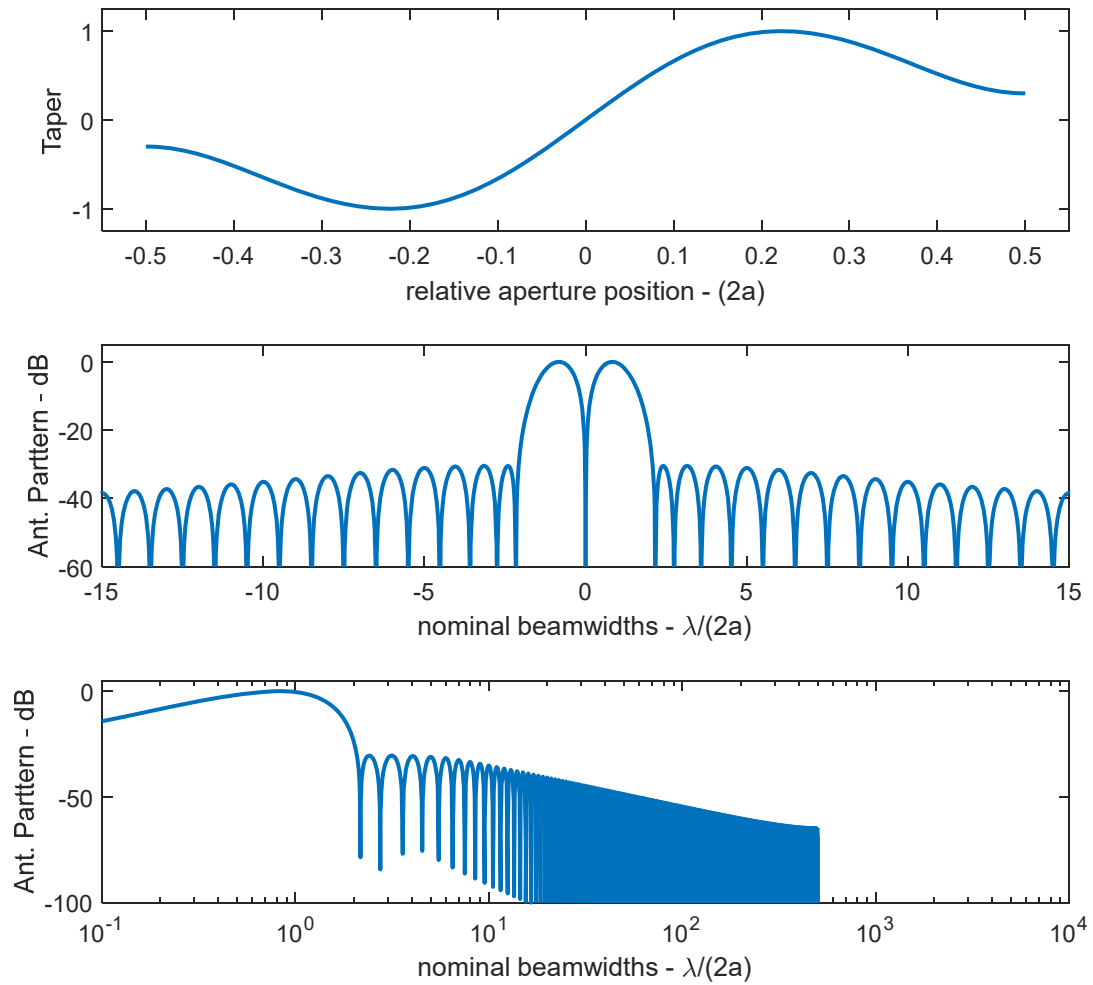 Taper
1
0
-1
-0.5 -0.4 -0.3 -0.2 -0.1 0 0.1 0.2 0.3 0.4 0.5
relative aperture position - (2a)
Ant. Parttern - dB
0
-20
-40
-60
-15 -10 -5 0 5 10 15
nominal beamwidths - λ/(2a)
Ant. Parttern - dB
0
-50
-100
10^-1 10^0 10^1 10^2 10^3 10^4
nominal beamwidths - λ/(2a)